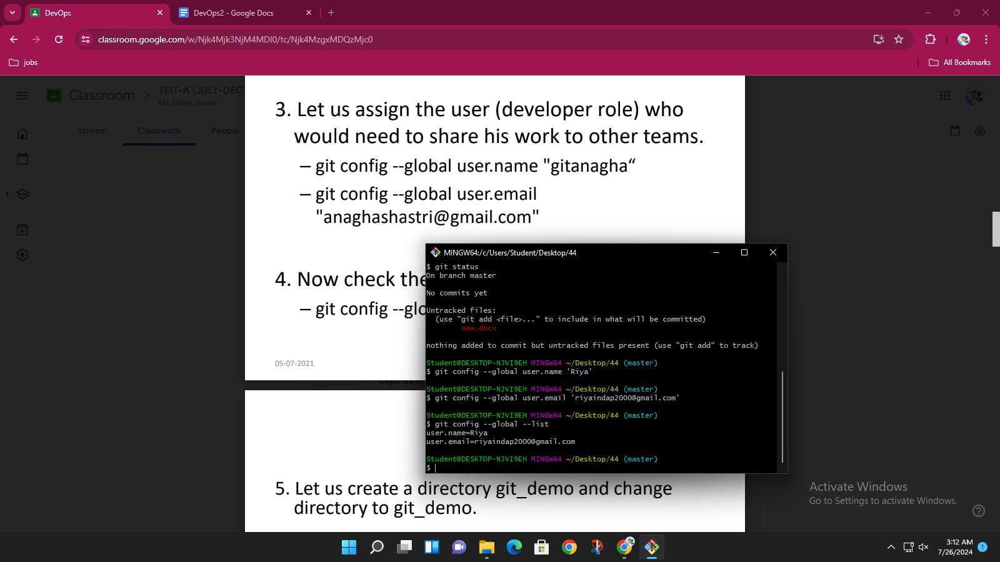 DevOps
DevOps2 - Google Docs
classroom.google.com/w/Njk4Mjk3NjM4MDI0/tc/Njk4MzgxMDQzMjc0
jobs
All Bookmarks
Classroom
TEIT-A (JULY-DEC
Ms.Shree Jaswal
Stream
Classwork
People
3. Let us assign the user (developer role) who
would need to share his work to other teams.
– git config --global user.name "gitanagha“
– git config --global user.email
"anaghashastri@gmail.com"
4. Now check the
– git config --glo
05-07-2021
MINGW64:/c/Users/Student/Desktop/44
$ git status
On branch master
No commits yet
Untracked files:
(use "git add <file>..." to include in what will be committed)
new.docx
nothing added to commit but untracked files present (use "git add" to track)
Student@DESKTOP-NJVI9EH MINGW64 ~/Desktop/44 (master)
$ git config --global user.name 'Riya'
Student@DESKTOP-NJVI9EH MINGW64 ~/Desktop/44 (master)
$ git config --global user.email 'riyaindap2000@gmail.com'
Student@DESKTOP-NJVI9EH MINGW64 ~/Desktop/44 (master)
$ git config --global --list
user.name=Riya
user.email=riyaindap2000@gmail.com
Student@DESKTOP-NJVI9EH MINGW64 ~/Desktop/44 (master)
$
5. Let us create a directory git_demo and change
directory to git_demo.
Activate Windows
Go to Settings to activate Windows.
3:12 AM
7/26/2024
1